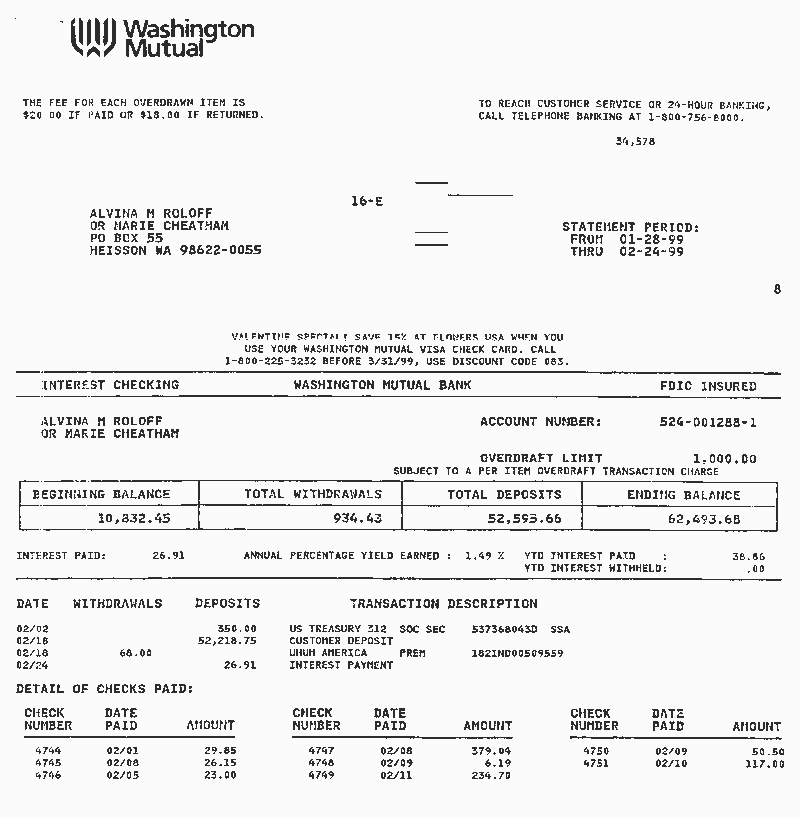 Washington
Mutual
THE FEE FOR EACH OVERDRAWN ITEM IS
$20 00 IF PAID OR $18.00 IF RETURNED.
TO REACH CUSTOMER SERVICE OR 24-HOUR BANKING,
CALL TELEPHONE BANKING AT 1-800-756-8000.
34,578
16-E
ALVINA M ROLOFF
OR MARIE CHEATHAM
PO BOX 55
HEISSON WA 98622-0055
STATEMENT PERIOD:
FROM 01-28-99
THRU 02-24-99
8
VALENTINE SPECIAL! SAVE 15% AT FLOWERS USA WHEN YOU
USE YOUR WASHINGTON MUTUAL VISA CHECK CARD. CALL
1-800-225-3232 BEFORE 3/31/99, USE DISCOUNT CODE 083.
INTEREST CHECKING WASHINGTON MUTUAL BANK FDIC INSURED
ALVINA M ROLOFF ACCOUNT NUMBER: 524-001288-1
OR MARIE CHEATHAM
OVERDRAFT LIMIT 1,000.00
SUBJECT TO A PER ITEM OVERDRAFT TRANSACTION CHARGE
BEGINNING BALANCE TOTAL WITHDRAWALS TOTAL DEPOSITS ENDING BALANCE
10,832.45 934.43 52,595.66 62,493.68
INTEREST PAID: 26.91 ANNUAL PERCENTAGE YIELD EARNED : 1.49 % YTD INTEREST PAID : 38.86
YTD INTEREST WITHHELD: .00
DATE WITHDRAWALS DEPOSITS TRANSACTION DESCRIPTION
02/02 350.00 US TREASURY 312 SOC SEC 537368043D SSA
02/18 52,218.75 CUSTOMER DEPOSIT
02/18 68.00 UNUM AMERICA PREM 182IND00509559
02/24 26.91 INTEREST PAYMENT
DETAIL OF CHECKS PAID:
CHECK DATE CHECK DATE CHECK DATE
NUMBER PAID AMOUNT NUMBER PAID AMOUNT NUMBER PAID AMOUNT
4744 02/01 29.85 4747 02/08 379.04 4750 02/09 50.50
4745 02/08 26.15 4748 02/09 6.19 4751 02/10 117.00
4746 02/05 23.00 4749 02/11 234.70